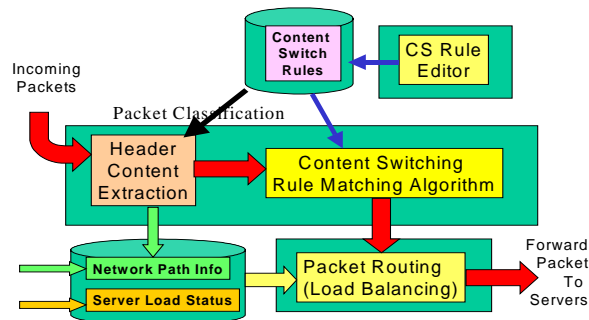 Content
Switch
Rules
CS Rule
Editor
Incoming
Packets
Packet Classification
Header
Content
Extraction
Content Switching
Rule Matching Algorithm
Network Path Info
Server Load Status
Packet Routing
(Load Balancing)
Forward
Packet
To
Servers